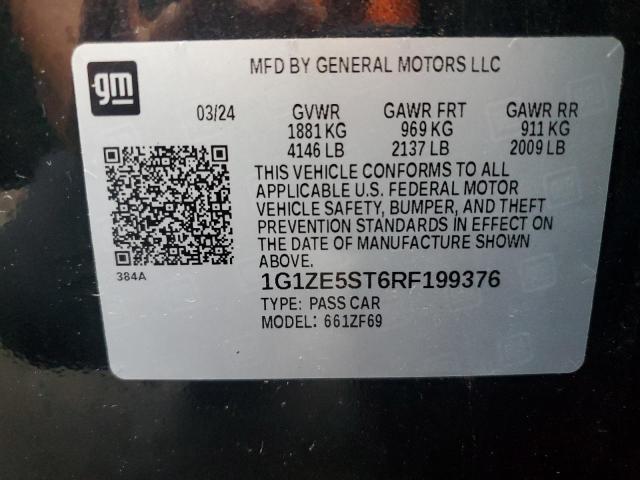 gm
MFD BY GENERAL MOTORS LLC
03/24 GVWR GAWR FRT GAWR RR
1881 KG 969 KG 911 KG
4146 LB 2137 LB 2009 LB
THIS VEHICLE CONFORMS TO ALL
APPLICABLE U.S. FEDERAL MOTOR
VEHICLE SAFETY, BUMPER, AND THEFT
PREVENTION STANDARDS IN EFFECT ON
THE DATE OF MANUFACTURE SHOWN
ABOVE.
384A
1G1ZE5ST6RF199376
TYPE: PASS CAR
MODEL: 661ZF69